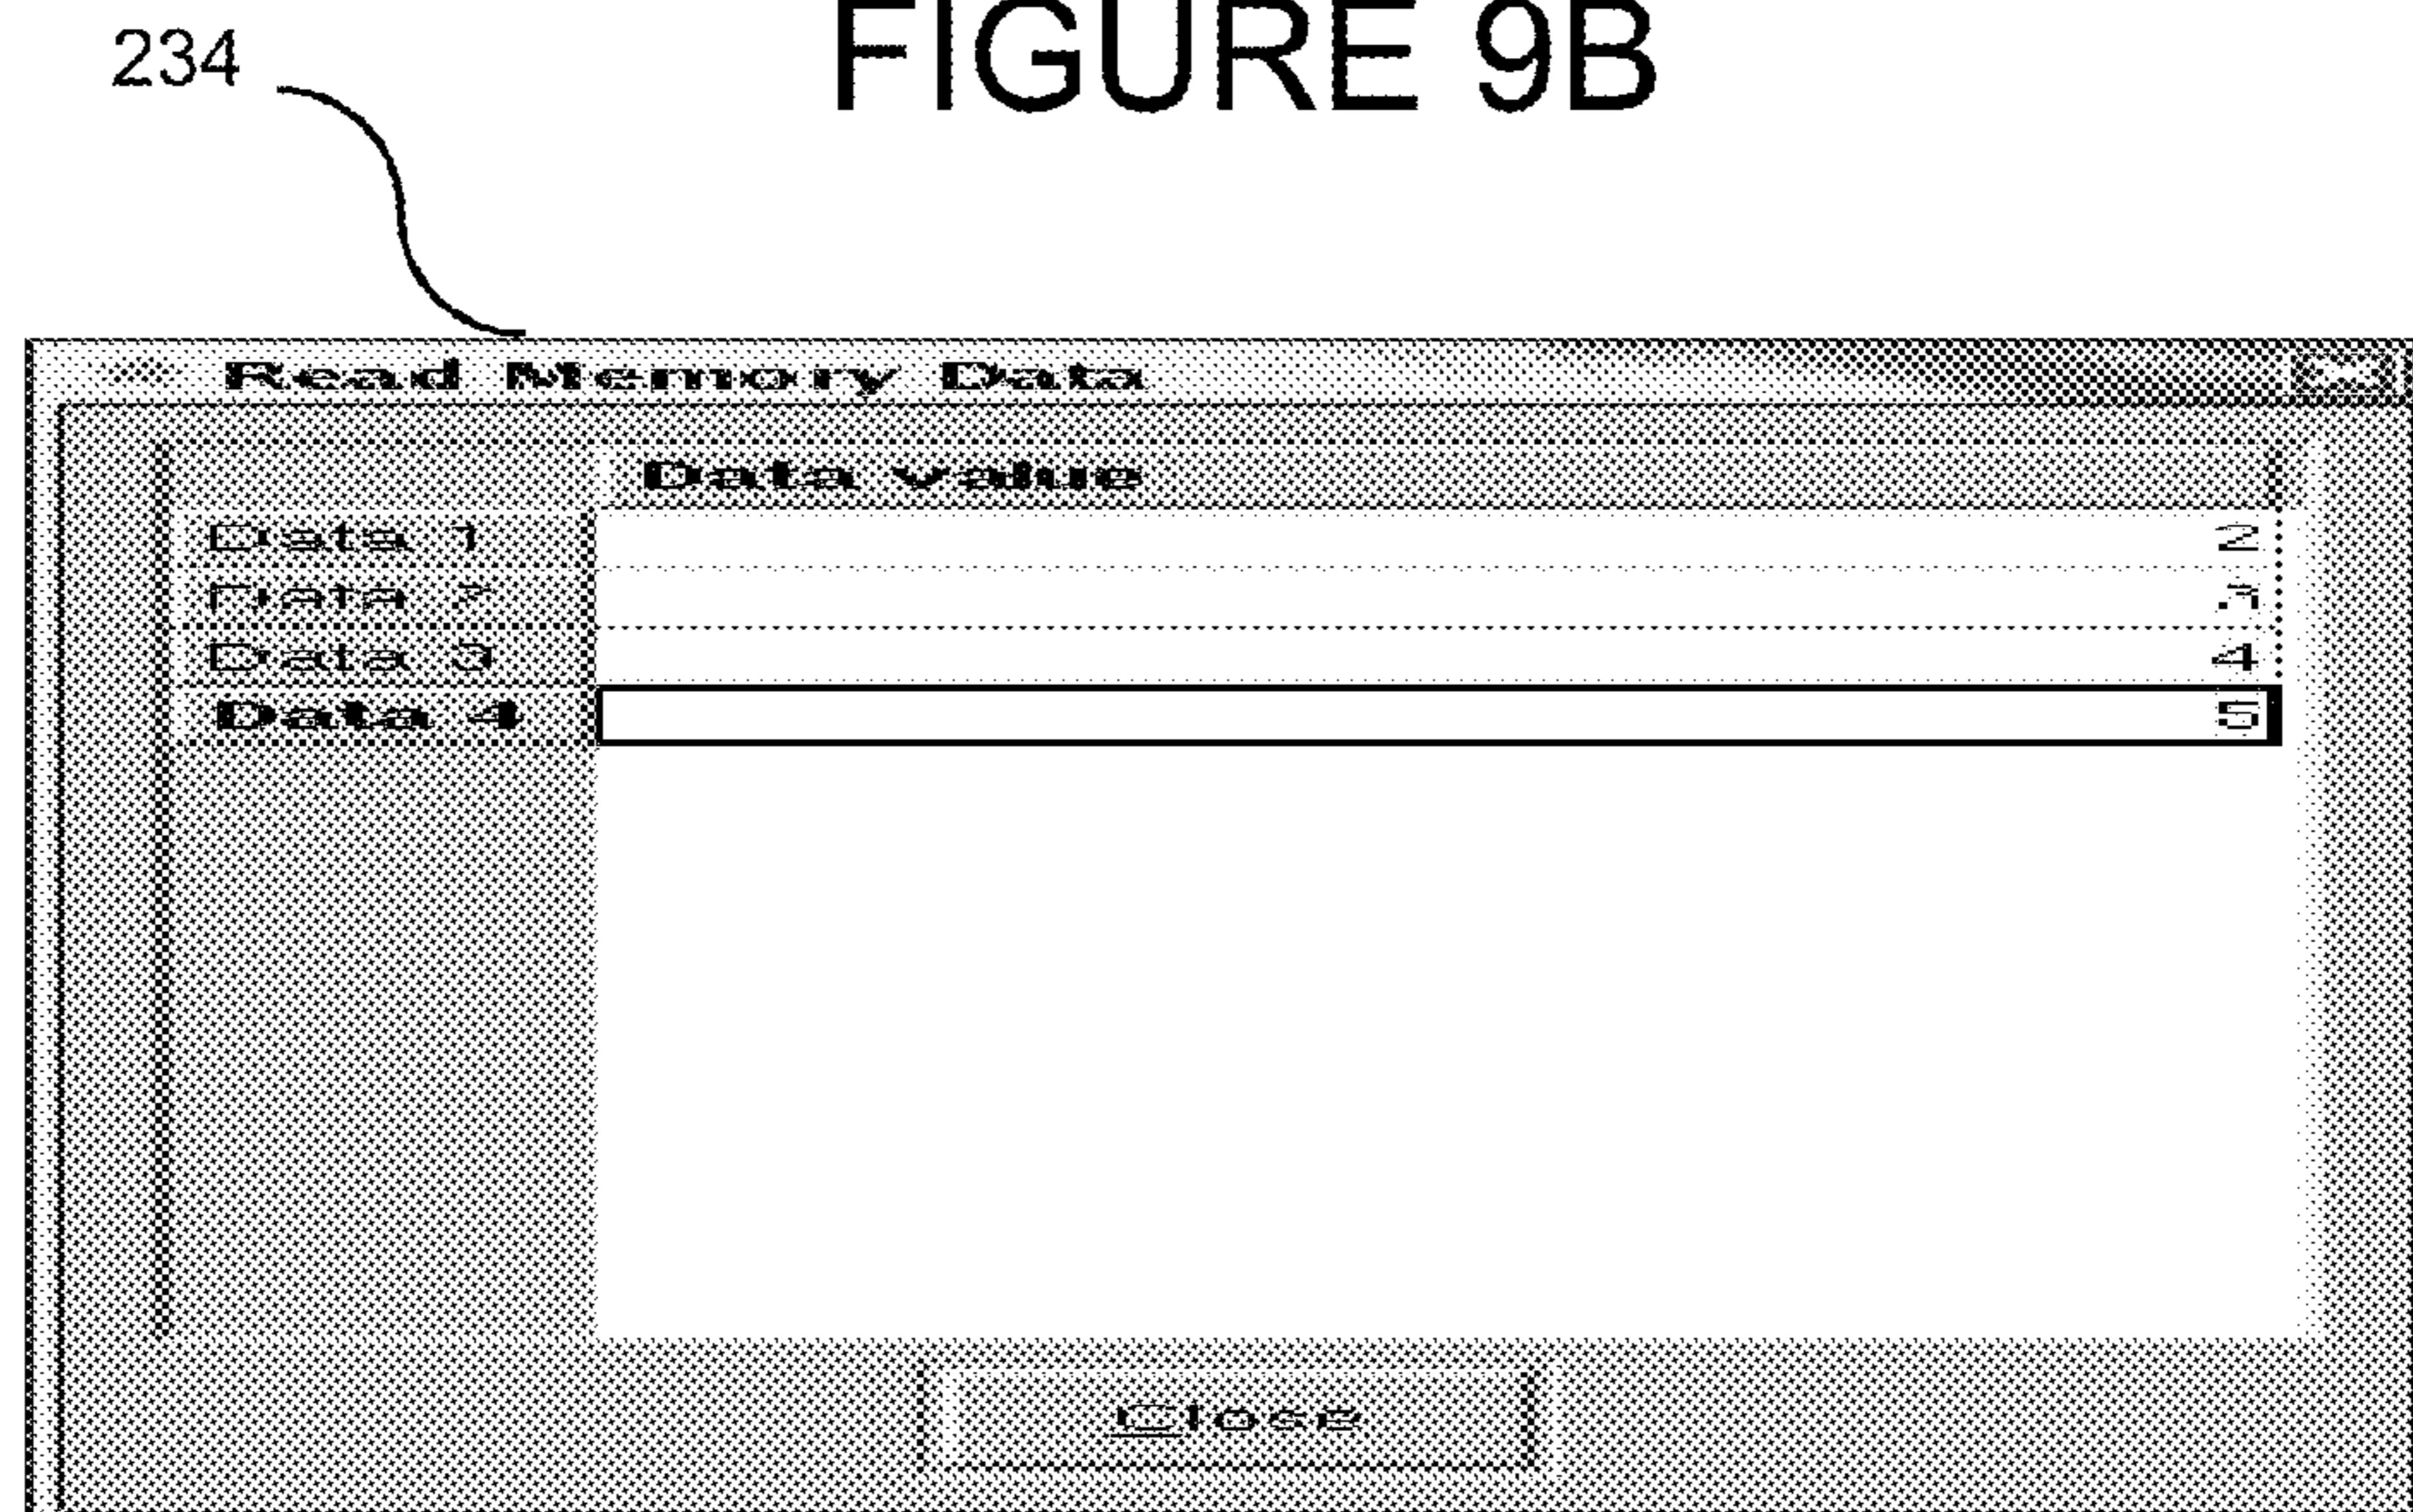 FIGURE 9B
234
Read Memory Data
Data value
Data 1 2
Data 2
Data 3 4
Data 4 5
Close